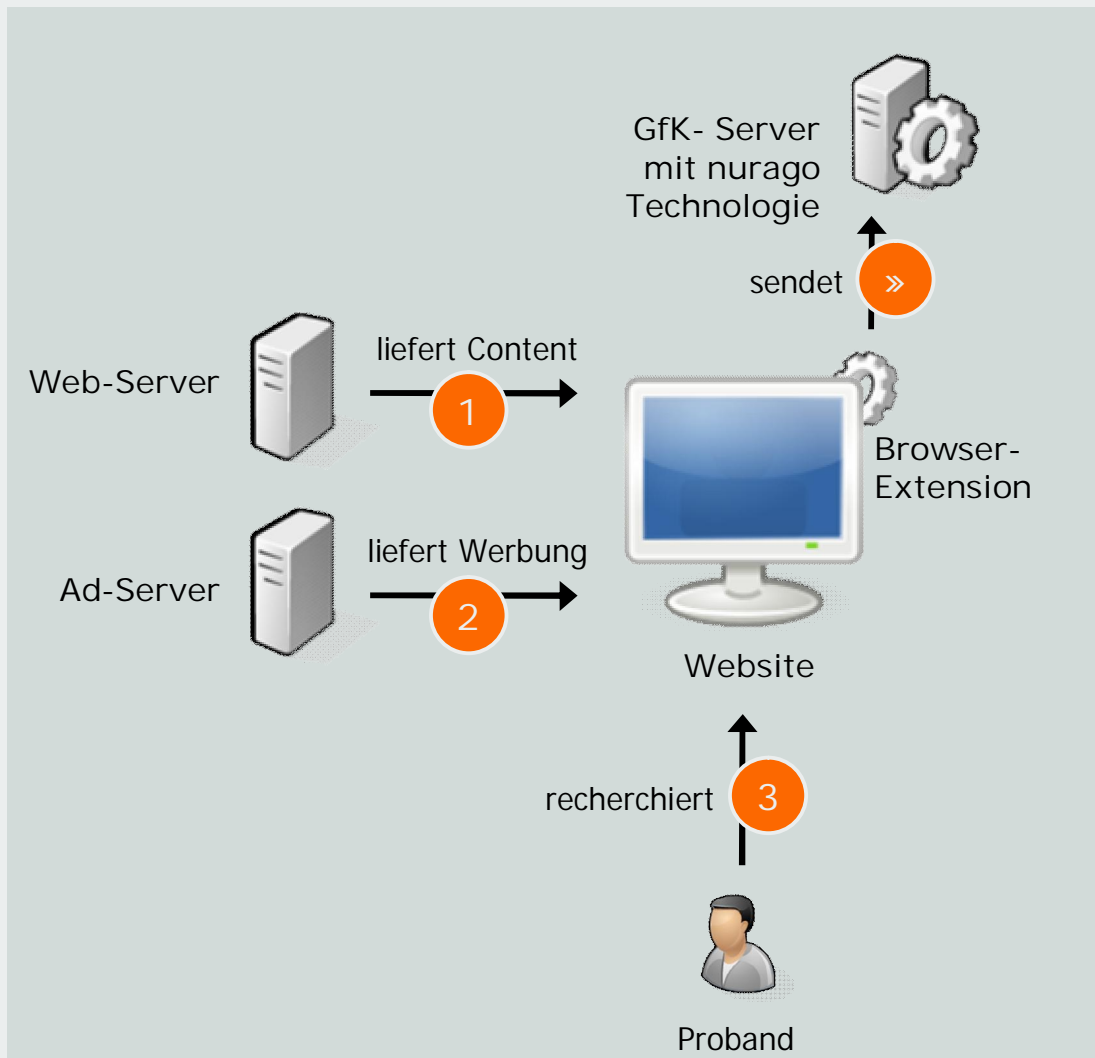 GfK- Server
mit nurago
Technologie
sendet
»
liefert Content
Web-Server
1
Browser-
Extension
liefert Werbung
Ad-Server
2
Website
recherchiert
3
Proband